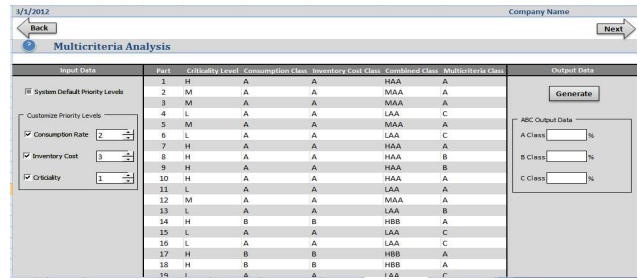 3/1/2012 Company Name
Back Next
? Multicriteria Analysis
Input Data
System Default Priority Levels
Customize Priority Levels
Consumption Rate 2
Inventory Cost 3
Criticiality 1
Part Criticality Level Consumption Class Inventory Cost Class Combined Class Multicriteria Class
1 H A A HAA A
2 M A A MAA A
3 M A A MAA A
4 L A A LAA C
5 M A A MAA A
6 L A A LAA C
7 H A A HAA A
8 H A A HAA B
9 H A A HAA B
10 H A A HAA A
11 L A A LAA A
12 M A A MAA A
13 L A A LAA B
14 H B B HBB A
15 L A A LAA C
16 L A A LAA C
17 H B B HBB A
18 H B B HBB A
19 L A A LAA C
Output Data
Generate
ABC Output Data
A Class %
B Class %
C Class %